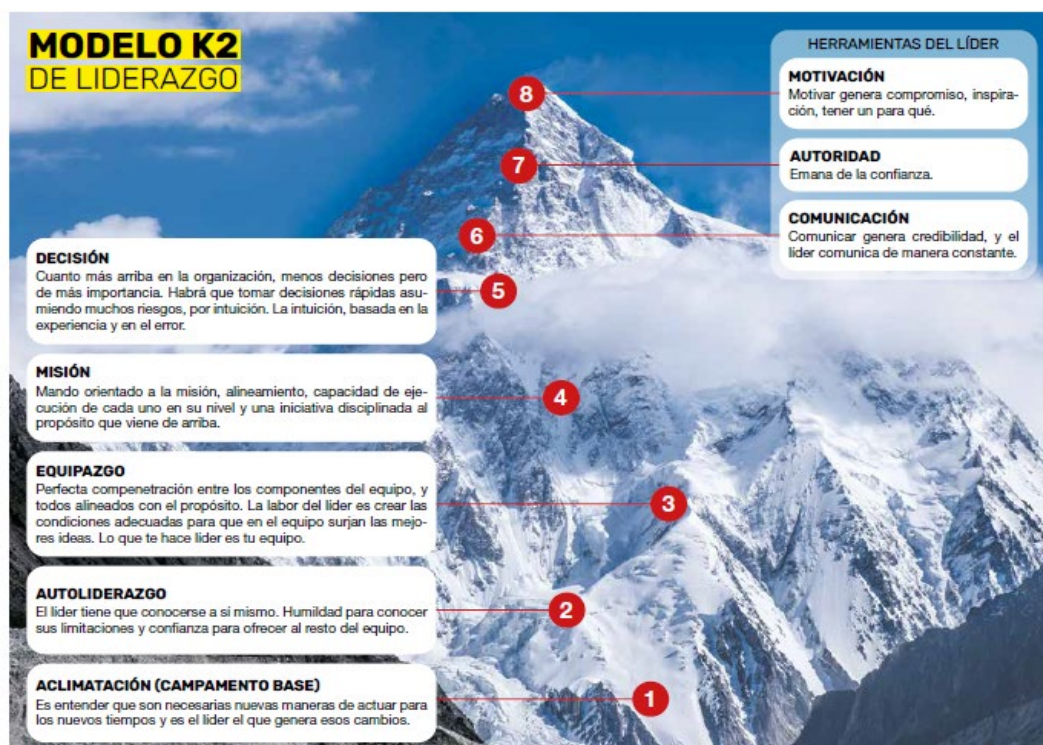 MODELO K2
DE LIDERAZGO
HERRAMIENTAS DEL LÍDER
MOTIVACIÓN
Motivar genera compromiso, inspira-
ción, tener un para qué.
AUTORIDAD
Emana de la confianza.
COMUNICACIÓN
Comunicar genera credibilidad, y el
líder comunica de manera constante.
8
7
6
5
DECISIÓN
Cuanto más arriba en la organización, menos decisiones pero
de más importancia. Habrá que tomar decisiones rápidas asu-
miendo muchos riesgos, por intuición. La intuición, basada en la
experiencia y en el error.
MISIÓN
Mando orientado a la misión, alineamiento, capacidad de eje-
cución de cada uno en su nivel y una iniciativa disciplinada al
propósito que viene de arriba.
4
EQUIPAZGO
Perfecta compenetración entre los componentes del equipo, y
todos alineados con el propósito. La labor del líder es crear las
condiciones adecuadas para que en el equipo surjan las mejo-
res ideas. Lo que te hace líder es tu equipo.
3
AUTOLIDERAZGO
El líder tiene que conocerse a sí mismo. Humildad para conocer
sus limitaciones y confianza para ofrecer al resto del equipo.
2
ACLIMATACIÓN (CAMPAMENTO BASE)
Es entender que son necesarias nuevas maneras de actuar para
los nuevos tiempos y es el líder el que genera esos cambios.
1